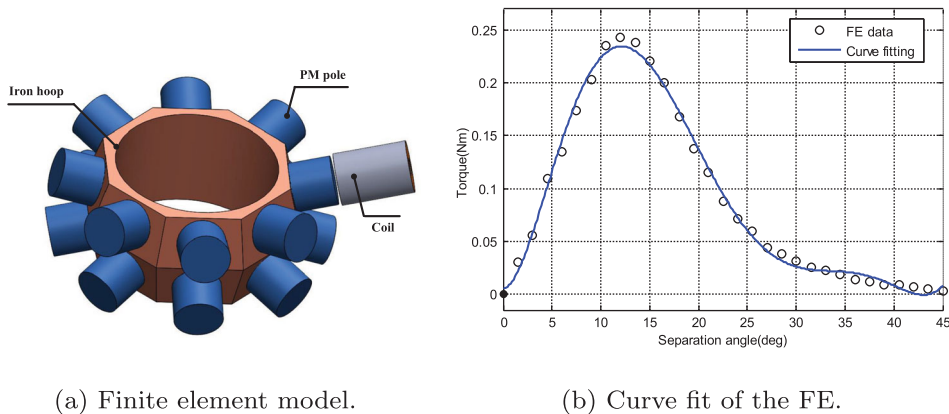 Iron hoop
PM pole
Coil
(a) Finite element model.
0.25
0.2
0.15
0.1
0.05
0
Torque(Nm)
FE data
Curve fitting
0 5 10 15 20 25 30 35 40 45
Separation angle(deg)
(b) Curve fit of the FE.